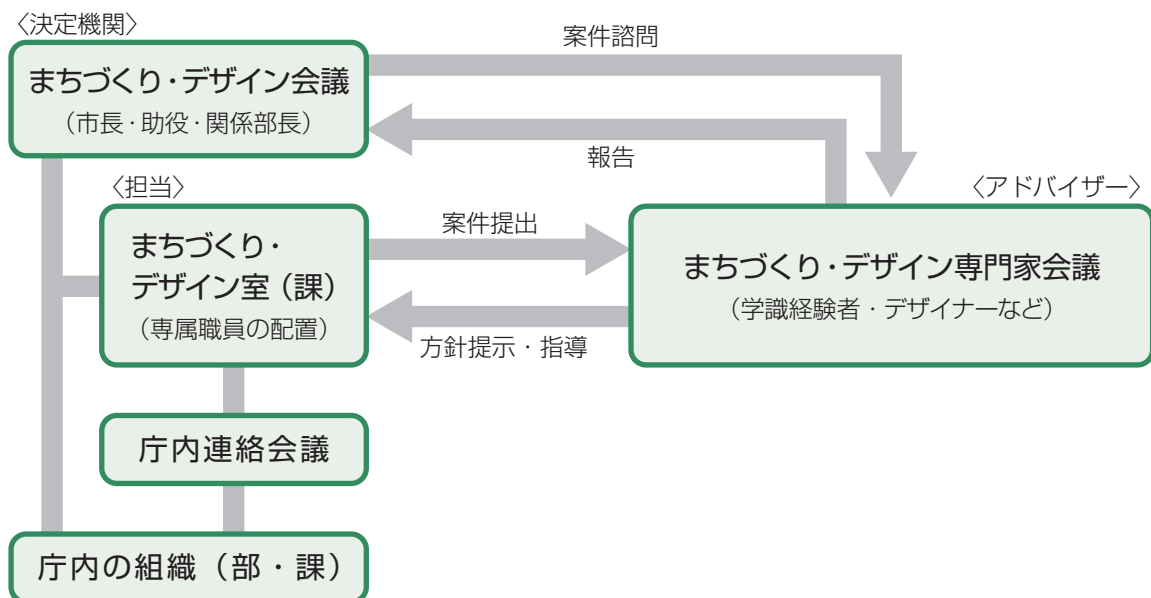 〈決定機関〉
まちづくり・デザイン会議
（市長・助役・関係部長）
案件諮問
報告
〈担当〉
まちづくり・
デザイン室（課）
（専属職員の配置）
案件提出
方針提示・指導
〈アドバイザー〉
まちづくり・デザイン専門家会議
（学識経験者・デザイナーなど）
庁内連絡会議
庁内の組織（部・課）